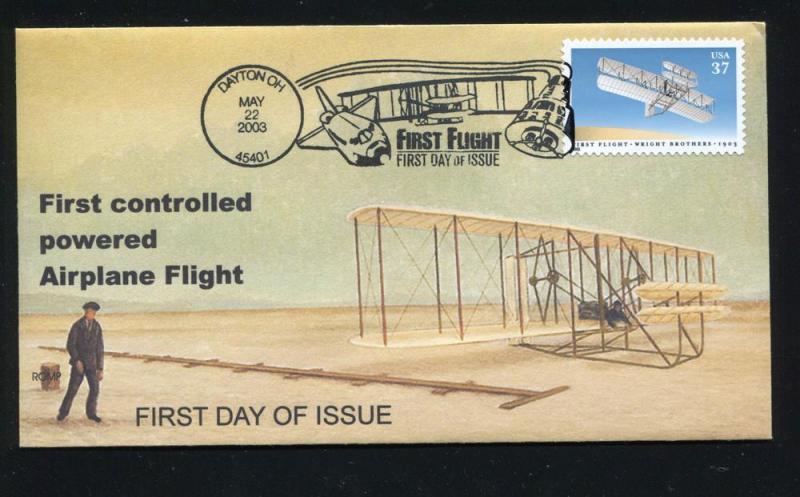 DAYTON OH
MAY
22
2003
45401
FIRST FLIGHT
FIRST DAY OF ISSUE
USA
37
FIRST FLIGHT · WRIGHT BROTHERS · 1903
First controlled
powered
Airplane Flight
ROMP
FIRST DAY OF ISSUE